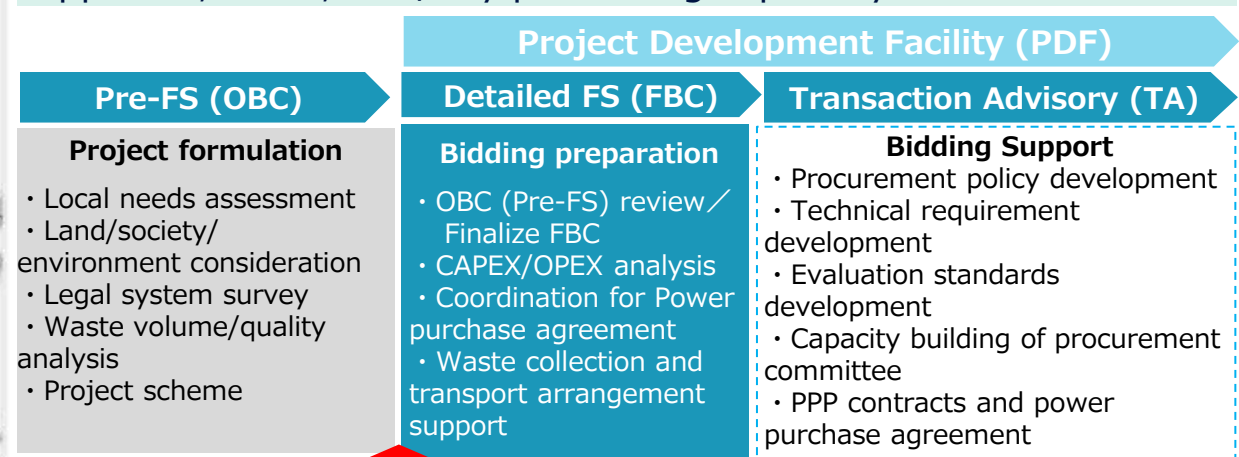 Project Development Facility (PDF)
Pre-FS (OBC)
Detailed FS (FBC)
Transaction Advisory (TA)
Project formulation
・Local needs assessment
・Land/society/
environment consideration
・Legal system survey
・Waste volume/quality
analysis
・Project scheme
Bidding preparation
・OBC (Pre-FS) review／
Finalize FBC
・CAPEX/OPEX analysis
・Coordination for Power
purchase agreement
・Waste collection and
transport arrangement
support
Bidding Support
・Procurement policy development
・Technical requirement
development
・Evaluation standards
development
・Capacity building of procurement
committee
・PPP contracts and power
purchase agreement